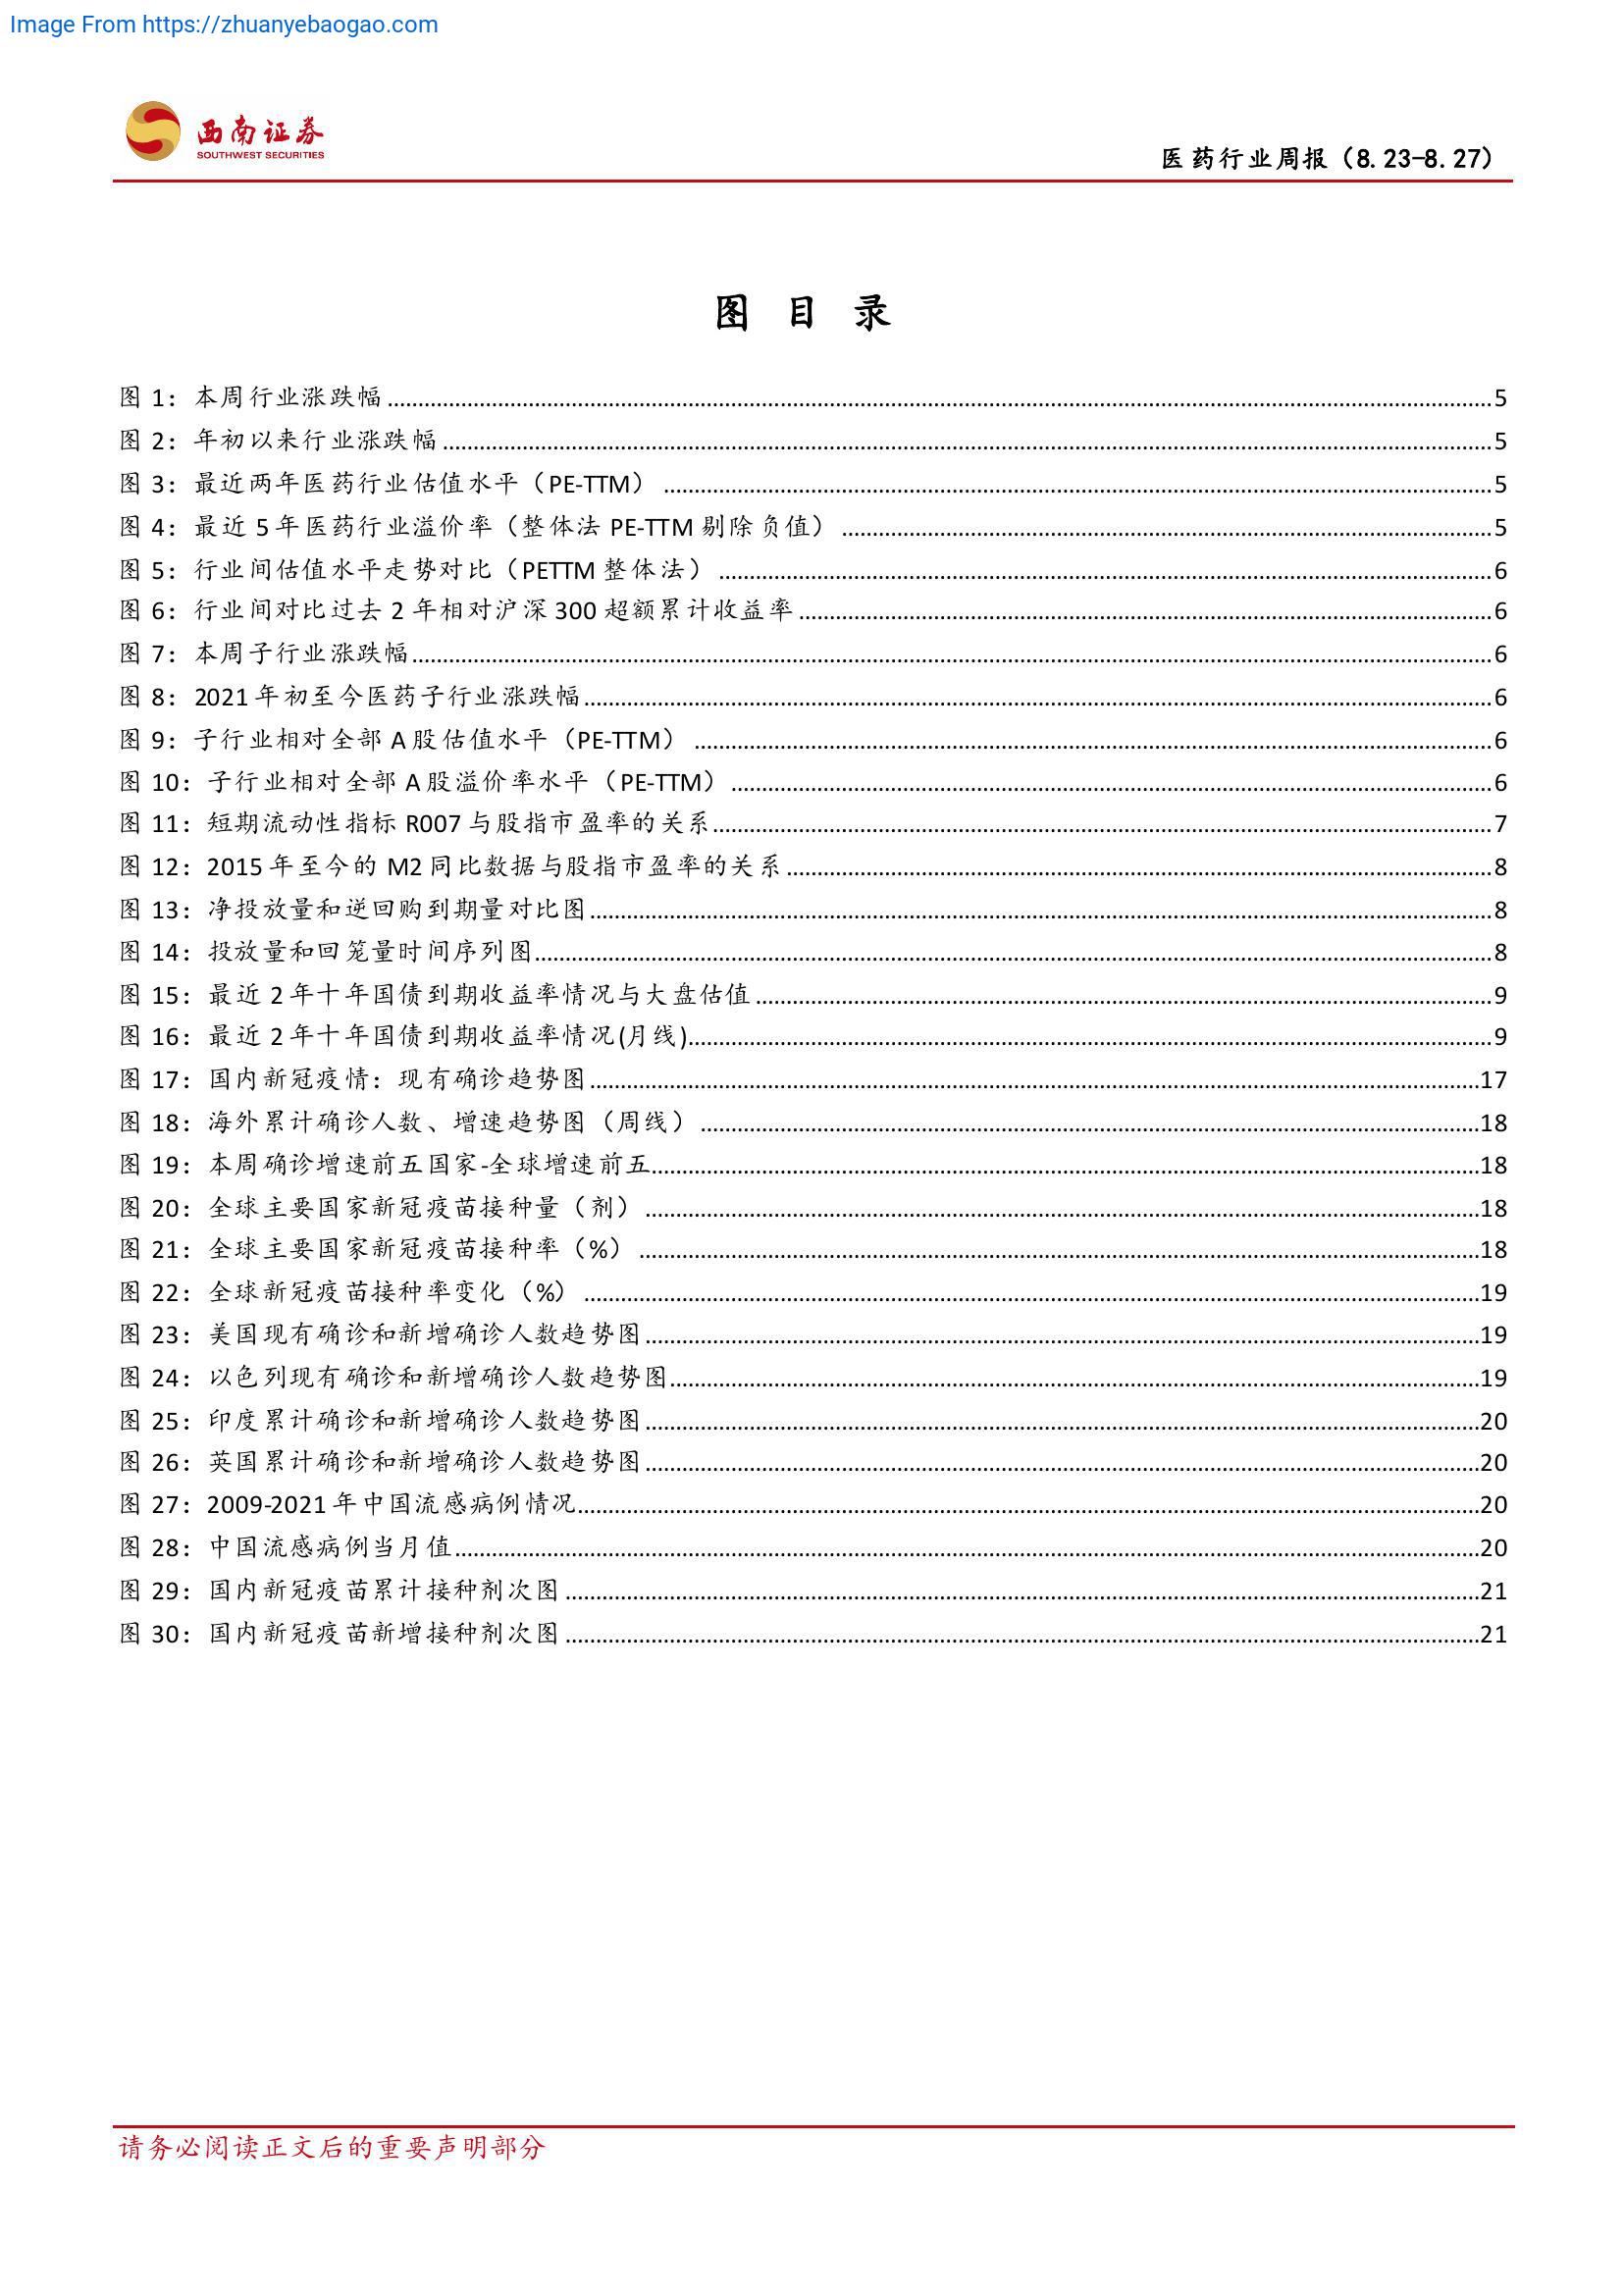 Image From https://zhuanyebaogao.com
西南证券
SOUTHWEST SECURITIES
医药行业周报（8.23-8.27）
图 目 录
图 1：本周行业涨跌幅........5
图 2：年初以来行业涨跌幅........5
图 3：最近两年医药行业估值水平（PE-TTM）........5
图 4：最近 5 年医药行业溢价率（整体法 PE-TTM 剔除负值）........5
图 5：行业间估值水平走势对比（PETTM 整体法）........6
图 6：行业间对比过去 2 年相对沪深 300 超额累计收益率........6
图 7：本周子行业涨跌幅........6
图 8：2021 年初至今医药子行业涨跌幅........6
图 9：子行业相对全部 A 股估值水平（PE-TTM）........6
图 10：子行业相对全部 A 股溢价率水平（PE-TTM）........6
图 11：短期流动性指标 R007 与股指市盈率的关系........7
图 12：2015 年至今的 M2 同比数据与股指市盈率的关系........8
图 13：净投放量和逆回购到期量对比图........8
图 14：投放量和回笼量时间序列图........8
图 15：最近 2 年十年国债到期收益率情况与大盘估值........9
图 16：最近 2 年十年国债到期收益率情况(月线)........9
图 17：国内新冠疫情：现有确诊趋势图........17
图 18：海外累计确诊人数、增速趋势图（周线）........18
图 19：本周确诊增速前五国家-全球增速前五........18
图 20：全球主要国家新冠疫苗接种量（剂）........18
图 21：全球主要国家新冠疫苗接种率（%）........18
图 22：全球新冠疫苗接种率变化（%）........19
图 23：美国现有确诊和新增确诊人数趋势图........19
图 24：以色列现有确诊和新增确诊人数趋势图........19
图 25：印度累计确诊和新增确诊人数趋势图........20
图 26：英国累计确诊和新增确诊人数趋势图........20
图 27：2009-2021 年中国流感病例情况........20
图 28：中国流感病例当月值........20
图 29：国内新冠疫苗累计接种剂次图........21
图 30：国内新冠疫苗新增接种剂次图........21
请务必阅读正文后的重要声明部分